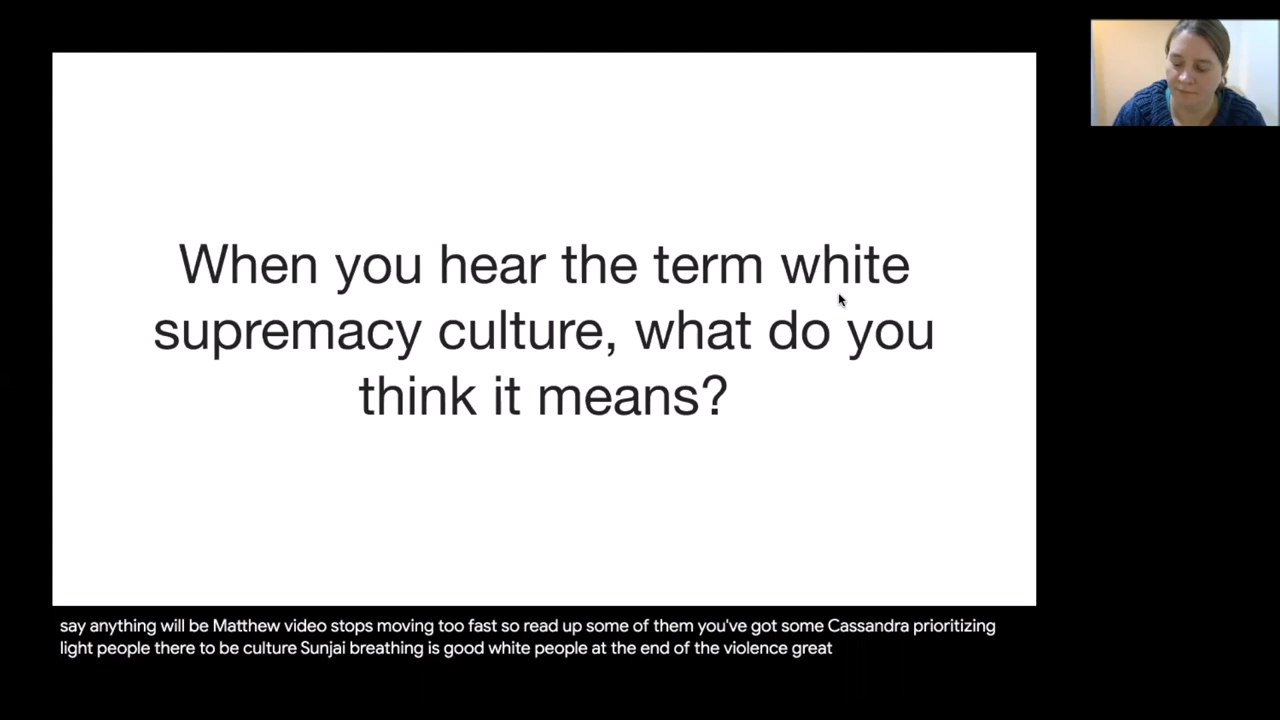 When you hear the term white
supremacy culture, what do you
think it means?
say anything will be Matthew video stops moving too fast so read up some of them you've got some Cassandra prioritizing
light people there to be culture Sunjai breathing is good white people at the end of the violence great